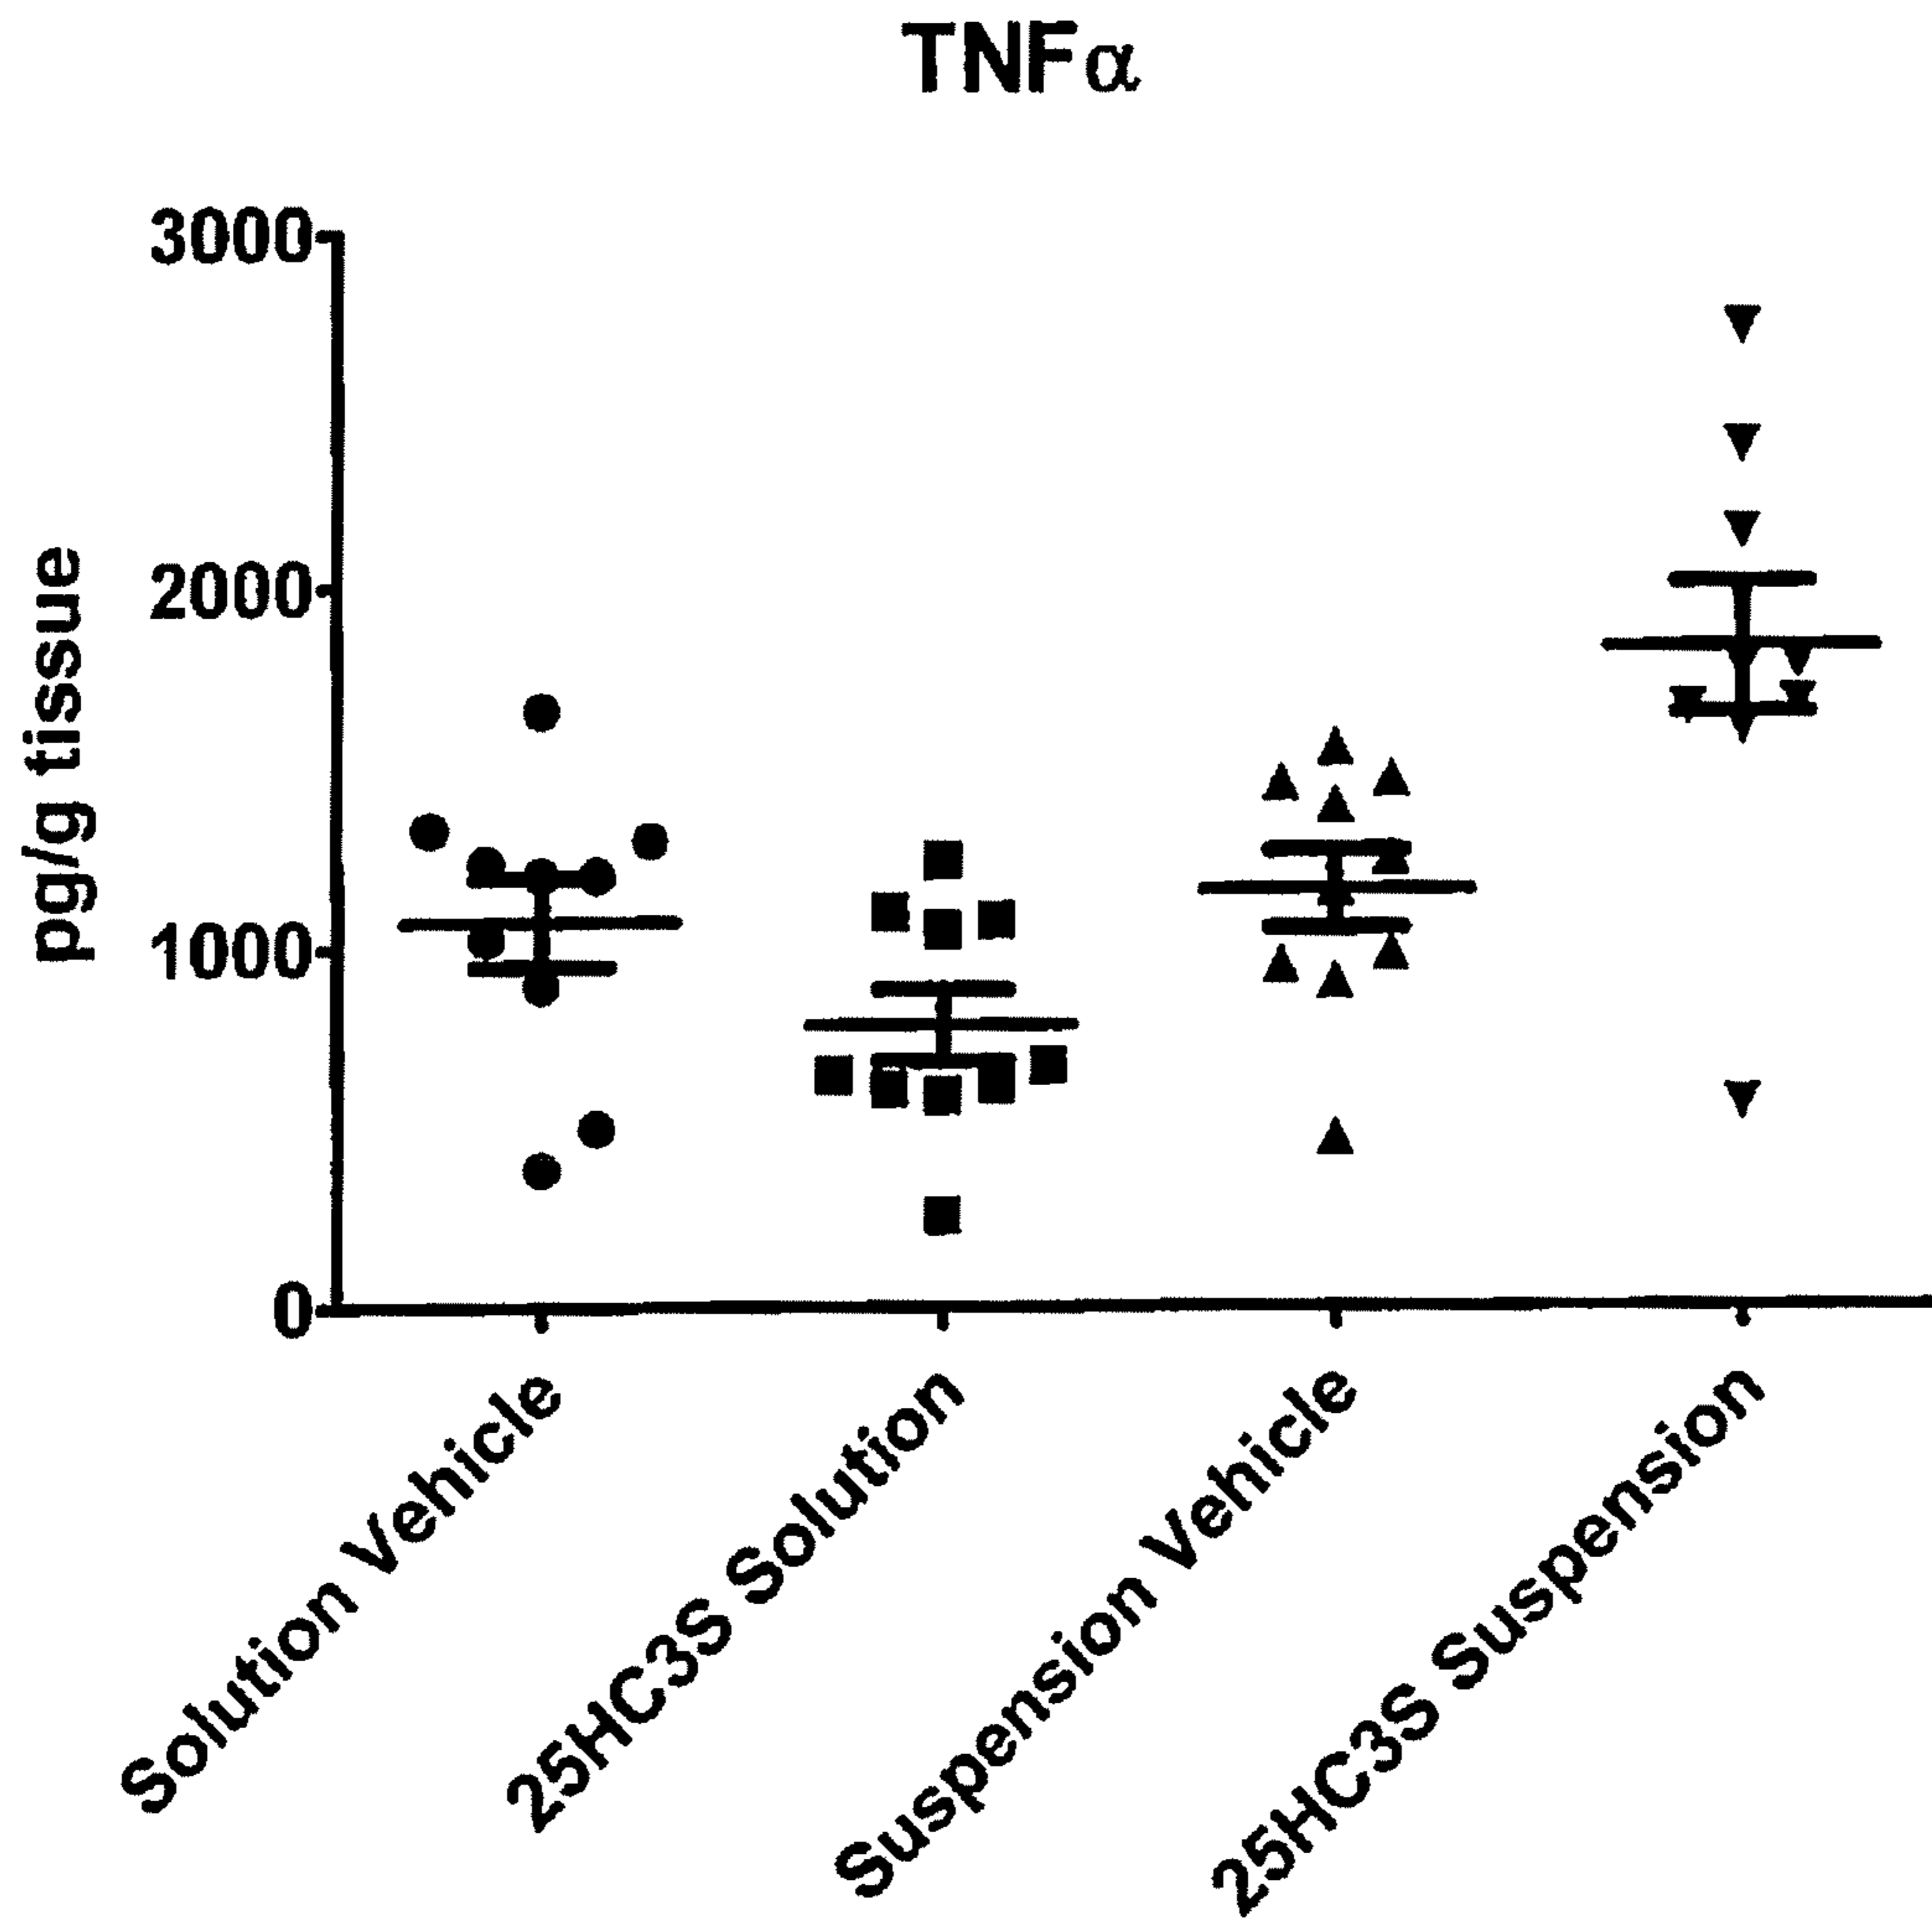 TNFα
3000
2000
1000
0
pg/g tissue
Solution Vehicle
25HC3S Solution
Suspension Vehicle
25HC3S Suspension